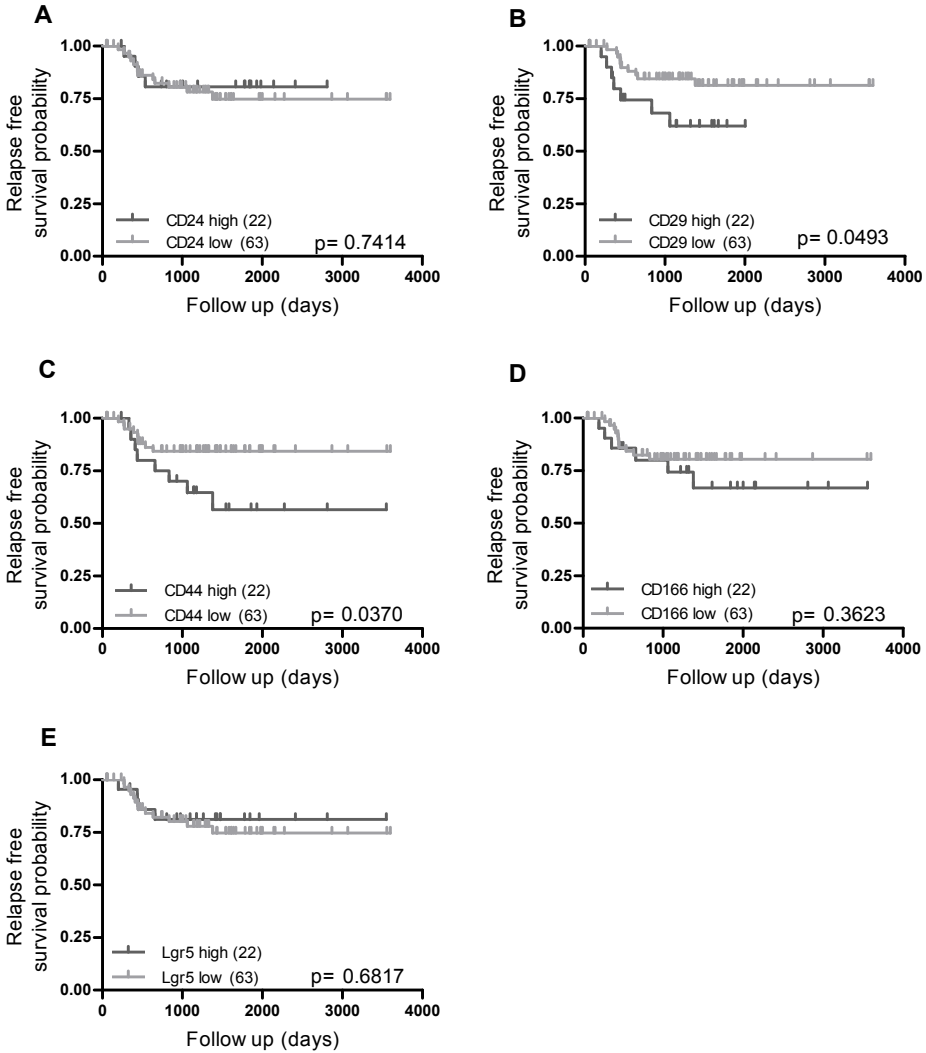 A
Relapse free
survival probability
1.00
0.75
0.50
0.25
0.00
CD24 high (22)
CD24 low (63)
p= 0.7414
0 1000 2000 3000 4000
Follow up (days)
B
Relapse free
survival probability
1.00
0.75
0.50
0.25
0.00
CD29 high (22)
CD29 low (63)
p= 0.0493
0 1000 2000 3000 4000
Follow up (days)
C
Relapse free
survival probability
1.00
0.75
0.50
0.25
0.00
CD44 high (22)
CD44 low (63)
p= 0.0370
0 1000 2000 3000 4000
Follow up (days)
D
Relapse free
survival probability
1.00
0.75
0.50
0.25
0.00
CD166 high (22)
CD166 low (63)
p= 0.3623
0 1000 2000 3000 4000
Follow up (days)
E
Relapse free
survival probability
1.00
0.75
0.50
0.25
0.00
Lgr5 high (22)
Lgr5 low (63)
p= 0.6817
0 1000 2000 3000 4000
Follow up (days)